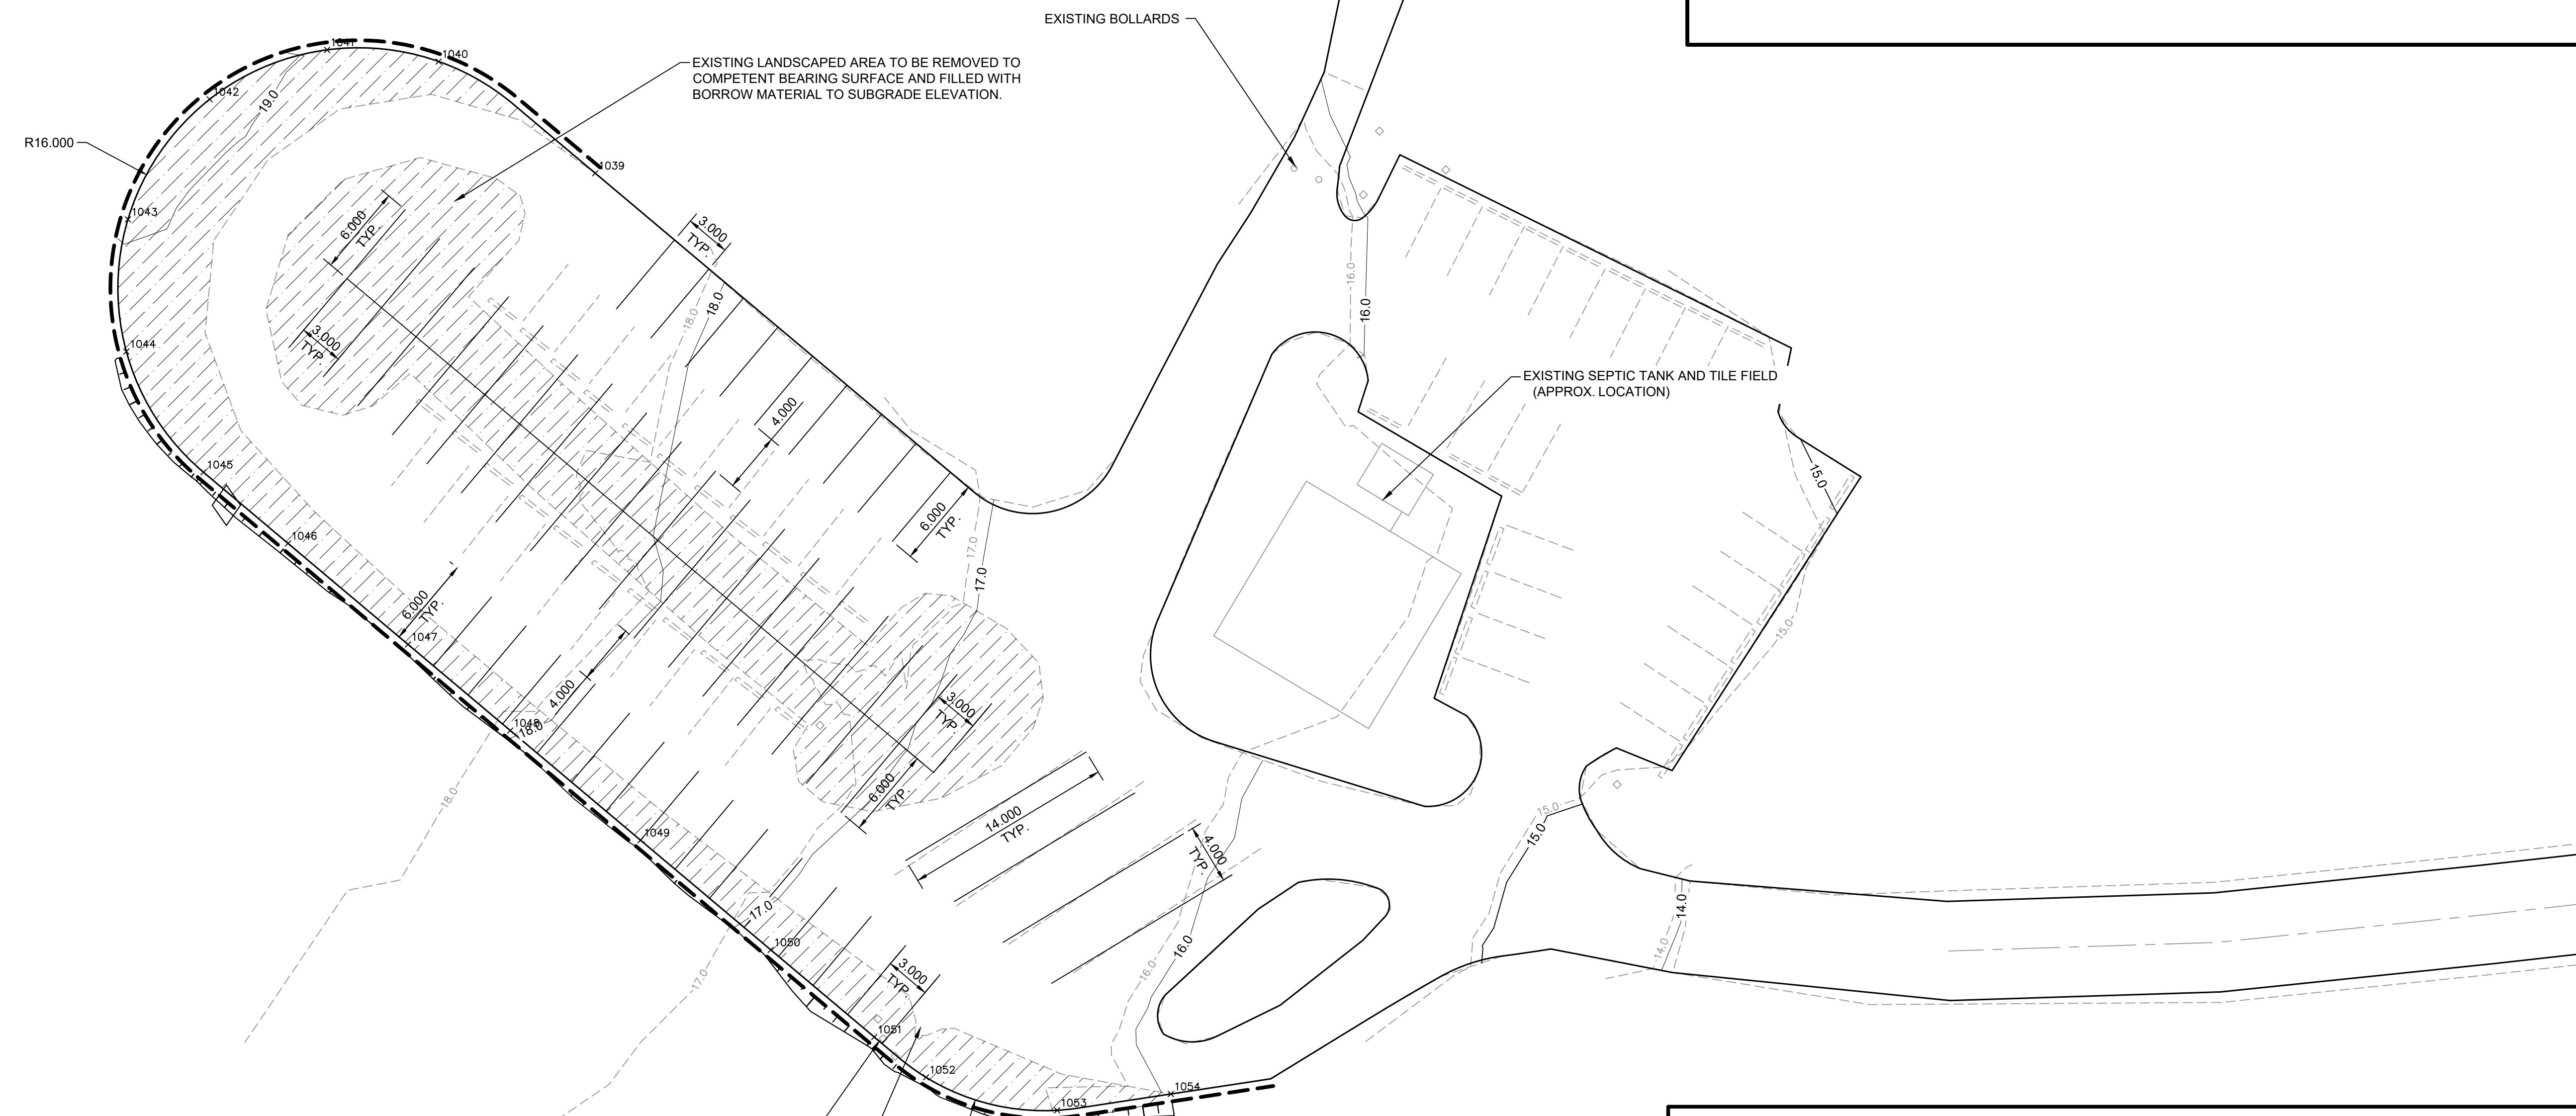 EXISTING BOLLARDS
1041
1040
EXISTING LANDSCAPED AREA TO BE REMOVED TO
COMPETENT BEARING SURFACE AND FILLED WITH
BORROW MATERIAL TO SUBGRADE ELEVATION.
1042
19.0
R16.000
1039
1043
6.000
TYP.
3.000
TYP.
16.0
16.0
18.0
18.0
3.000
TYP.
1044
EXISTING SEPTIC TANK AND TILE FIELD
(APPROX. LOCATION)
4.000
1045
15.0
6.000
TYP.
1046
17.0
17.0
6.000
TYP.
1047
15.0
4.000
3.000
TYP.
1048
18.0
18.0
6.000
TYP.
14.000
TYP.
15.0
15.0
1049
4.000
TYP.
17.0
14.0
14.0
1050
16.0
16.0
17.0
3.000
TYP.
1051
1052
1054
1053